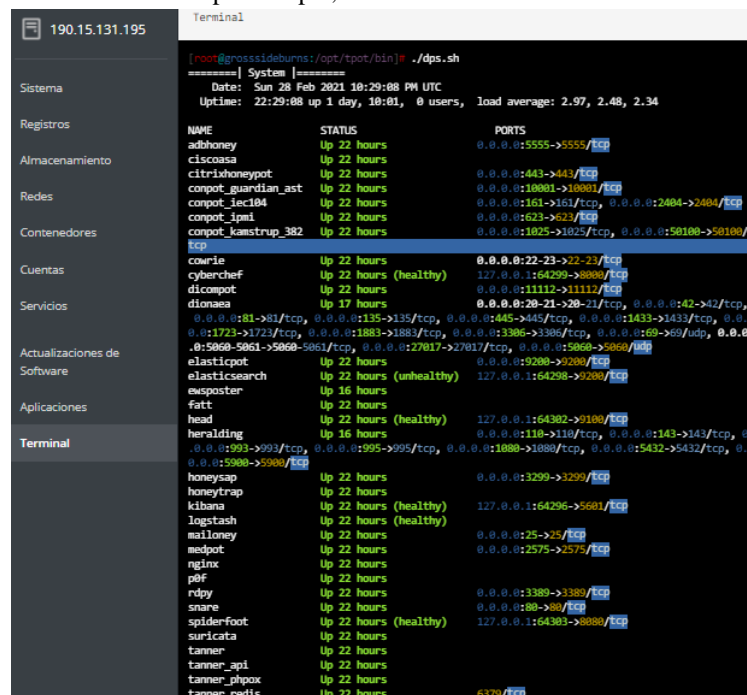 190.15.131.195
Sistema
Registros
Almacenamiento
Redes
Contenedores
Cuentas
Servicios
Actualizaciones de
Software
Aplicaciones
Terminal
Terminal
[root@grosssideburns:/opt/tpot/bin]# ./dps.sh
========| System |========
Date: Sun 28 Feb 2021 10:29:08 PM UTC
Uptime: 22:29:08 up 1 day, 10:01, 0 users, load average: 2.97, 2.48, 2.34
NAME STATUS PORTS
adbhoney Up 22 hours 0.0.0.0:5555->5555/tcp
ciscoasa Up 22 hours
citrixhoneypot Up 22 hours 0.0.0.0:443->443/tcp
conpot_guardian_ast Up 22 hours 0.0.0.0:10001->10001/tcp
conpot_iec104 Up 22 hours 0.0.0.0:161->161/tcp, 0.0.0.0:2404->2404/tcp
conpot_ipmi Up 22 hours 0.0.0.0:623->623/tcp
conpot_kamstrup_382 Up 22 hours 0.0.0.0:1025->1025/tcp, 0.0.0.0:50100->50100/
tcp
cowrie Up 22 hours 0.0.0.0:22-23->22-23/tcp
cyberchef Up 22 hours (healthy) 127.0.0.1:64299->8000/tcp
dicompot Up 22 hours 0.0.0.0:11112->11112/tcp
dionaea Up 17 hours 0.0.0.0:20-21->20-21/tcp, 0.0.0.0:42->42/tcp,
0.0.0.0:81->81/tcp, 0.0.0.0:135->135/tcp, 0.0.0.0:445->445/tcp, 0.0.0.0:1433->1433/tcp, 0.0.
0.0:1723->1723/tcp, 0.0.0.0:1883->1883/tcp, 0.0.0.0:3306->3306/tcp, 0.0.0.0:69->69/udp, 0.0.0
.0:5060-5061->5060-5061/tcp, 0.0.0.0:27017->27017/tcp, 0.0.0.0:5060->5060/udp
elasticpot Up 22 hours 0.0.0.0:9200->9200/tcp
elasticsearch Up 22 hours (unhealthy) 127.0.0.1:64298->9200/tcp
ewsposter Up 16 hours
fatt Up 22 hours
head Up 22 hours (healthy) 127.0.0.1:64302->9100/tcp
heralding Up 16 hours 0.0.0.0:110->110/tcp, 0.0.0.0:143->143/tcp, 0
.0.0.0:993->993/tcp, 0.0.0.0:995->995/tcp, 0.0.0.0:1080->1080/tcp, 0.0.0.0:5432->5432/tcp, 0.
0.0.0:5900->5900/tcp
honeysap Up 22 hours 0.0.0.0:3299->3299/tcp
honeytrap Up 22 hours
kibana Up 22 hours (healthy) 127.0.0.1:64296->5601/tcp
logstash Up 22 hours (healthy)
mailoney Up 22 hours 0.0.0.0:25->25/tcp
medpot Up 22 hours 0.0.0.0:2575->2575/tcp
nginx Up 22 hours
p0f Up 22 hours
rdpy Up 22 hours 0.0.0.0:3389->3389/tcp
snare Up 22 hours 0.0.0.0:80->80/tcp
spiderfoot Up 22 hours (healthy) 127.0.0.1:64303->8080/tcp
suricata Up 22 hours
tanner Up 22 hours
tanner_api Up 22 hours
tanner_phpox Up 22 hours
tanner_redis Up 22 hours 6379/tcp